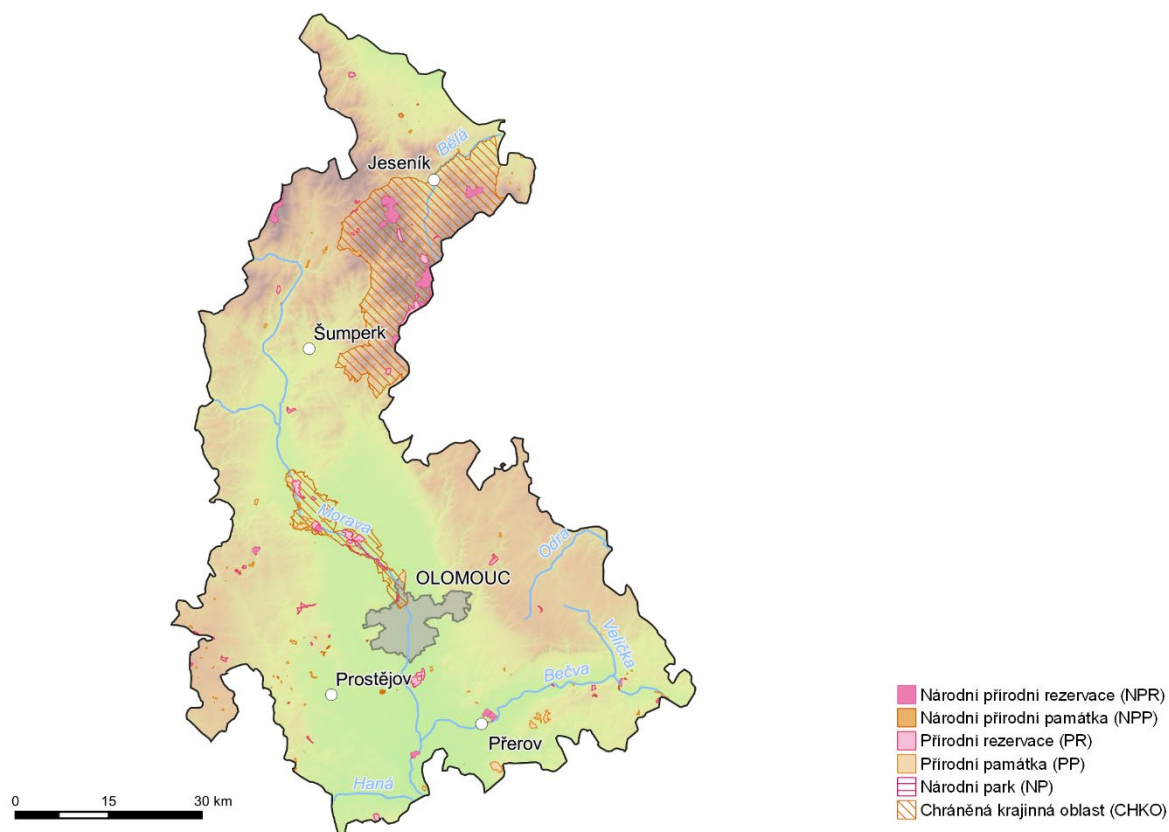 Bělá
Jeseník
Šumperk
Morava
Odra
OLOMOUC
Velička
Bečva
Prostějov
Přerov
Haná
0 15 30 km
Národní přírodní rezervace (NPR)
Národní přírodní památka (NPP)
Přírodní rezervace (PR)
Přírodní památka (PP)
Národní park (NP)
Chráněná krajinná oblast (CHKO)